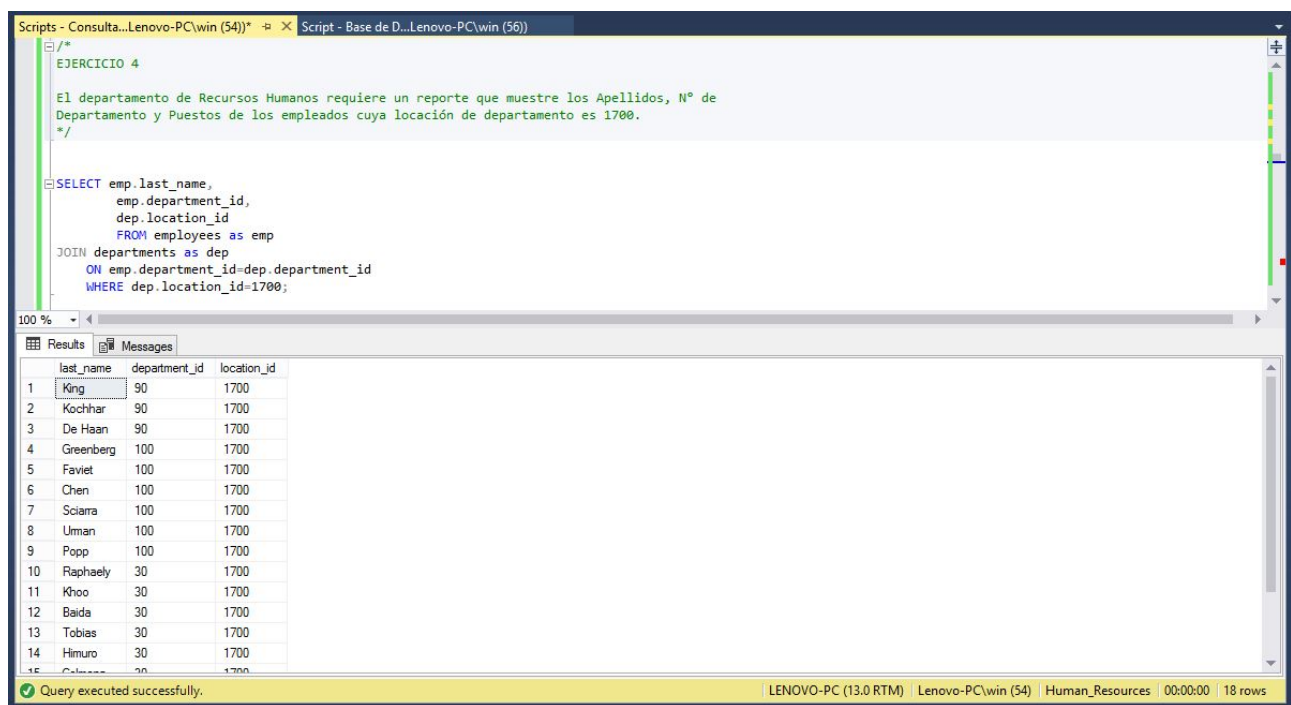 Scripts - Consulta...Lenovo-PC\win (54))* Script - Base de D...Lenovo-PC\win (56))
/*
EJERCICIO 4
El departamento de Recursos Humanos requiere un reporte que muestre los Apellidos, N° de
Departamento y Puestos de los empleados cuya locación de departamento es 1700.
*/
SELECT emp.last_name,
emp.department_id,
dep.location_id
FROM employees as emp
JOIN departments as dep
ON emp.department_id=dep.department_id
WHERE dep.location_id=1700;
100 %
Results Messages
last_name department_id location_id
1 King 90 1700
2 Kochhar 90 1700
3 De Haan 90 1700
4 Greenberg 100 1700
5 Faviet 100 1700
6 Chen 100 1700
7 Sciarra 100 1700
8 Urman 100 1700
9 Popp 100 1700
10 Raphaely 30 1700
11 Khoo 30 1700
12 Baida 30 1700
13 Tobias 30 1700
14 Himuro 30 1700
15 30 1700
Query executed successfully. LENOVO-PC (13.0 RTM) Lenovo-PC\win (54) Human_Resources 00:00:00 18 rows